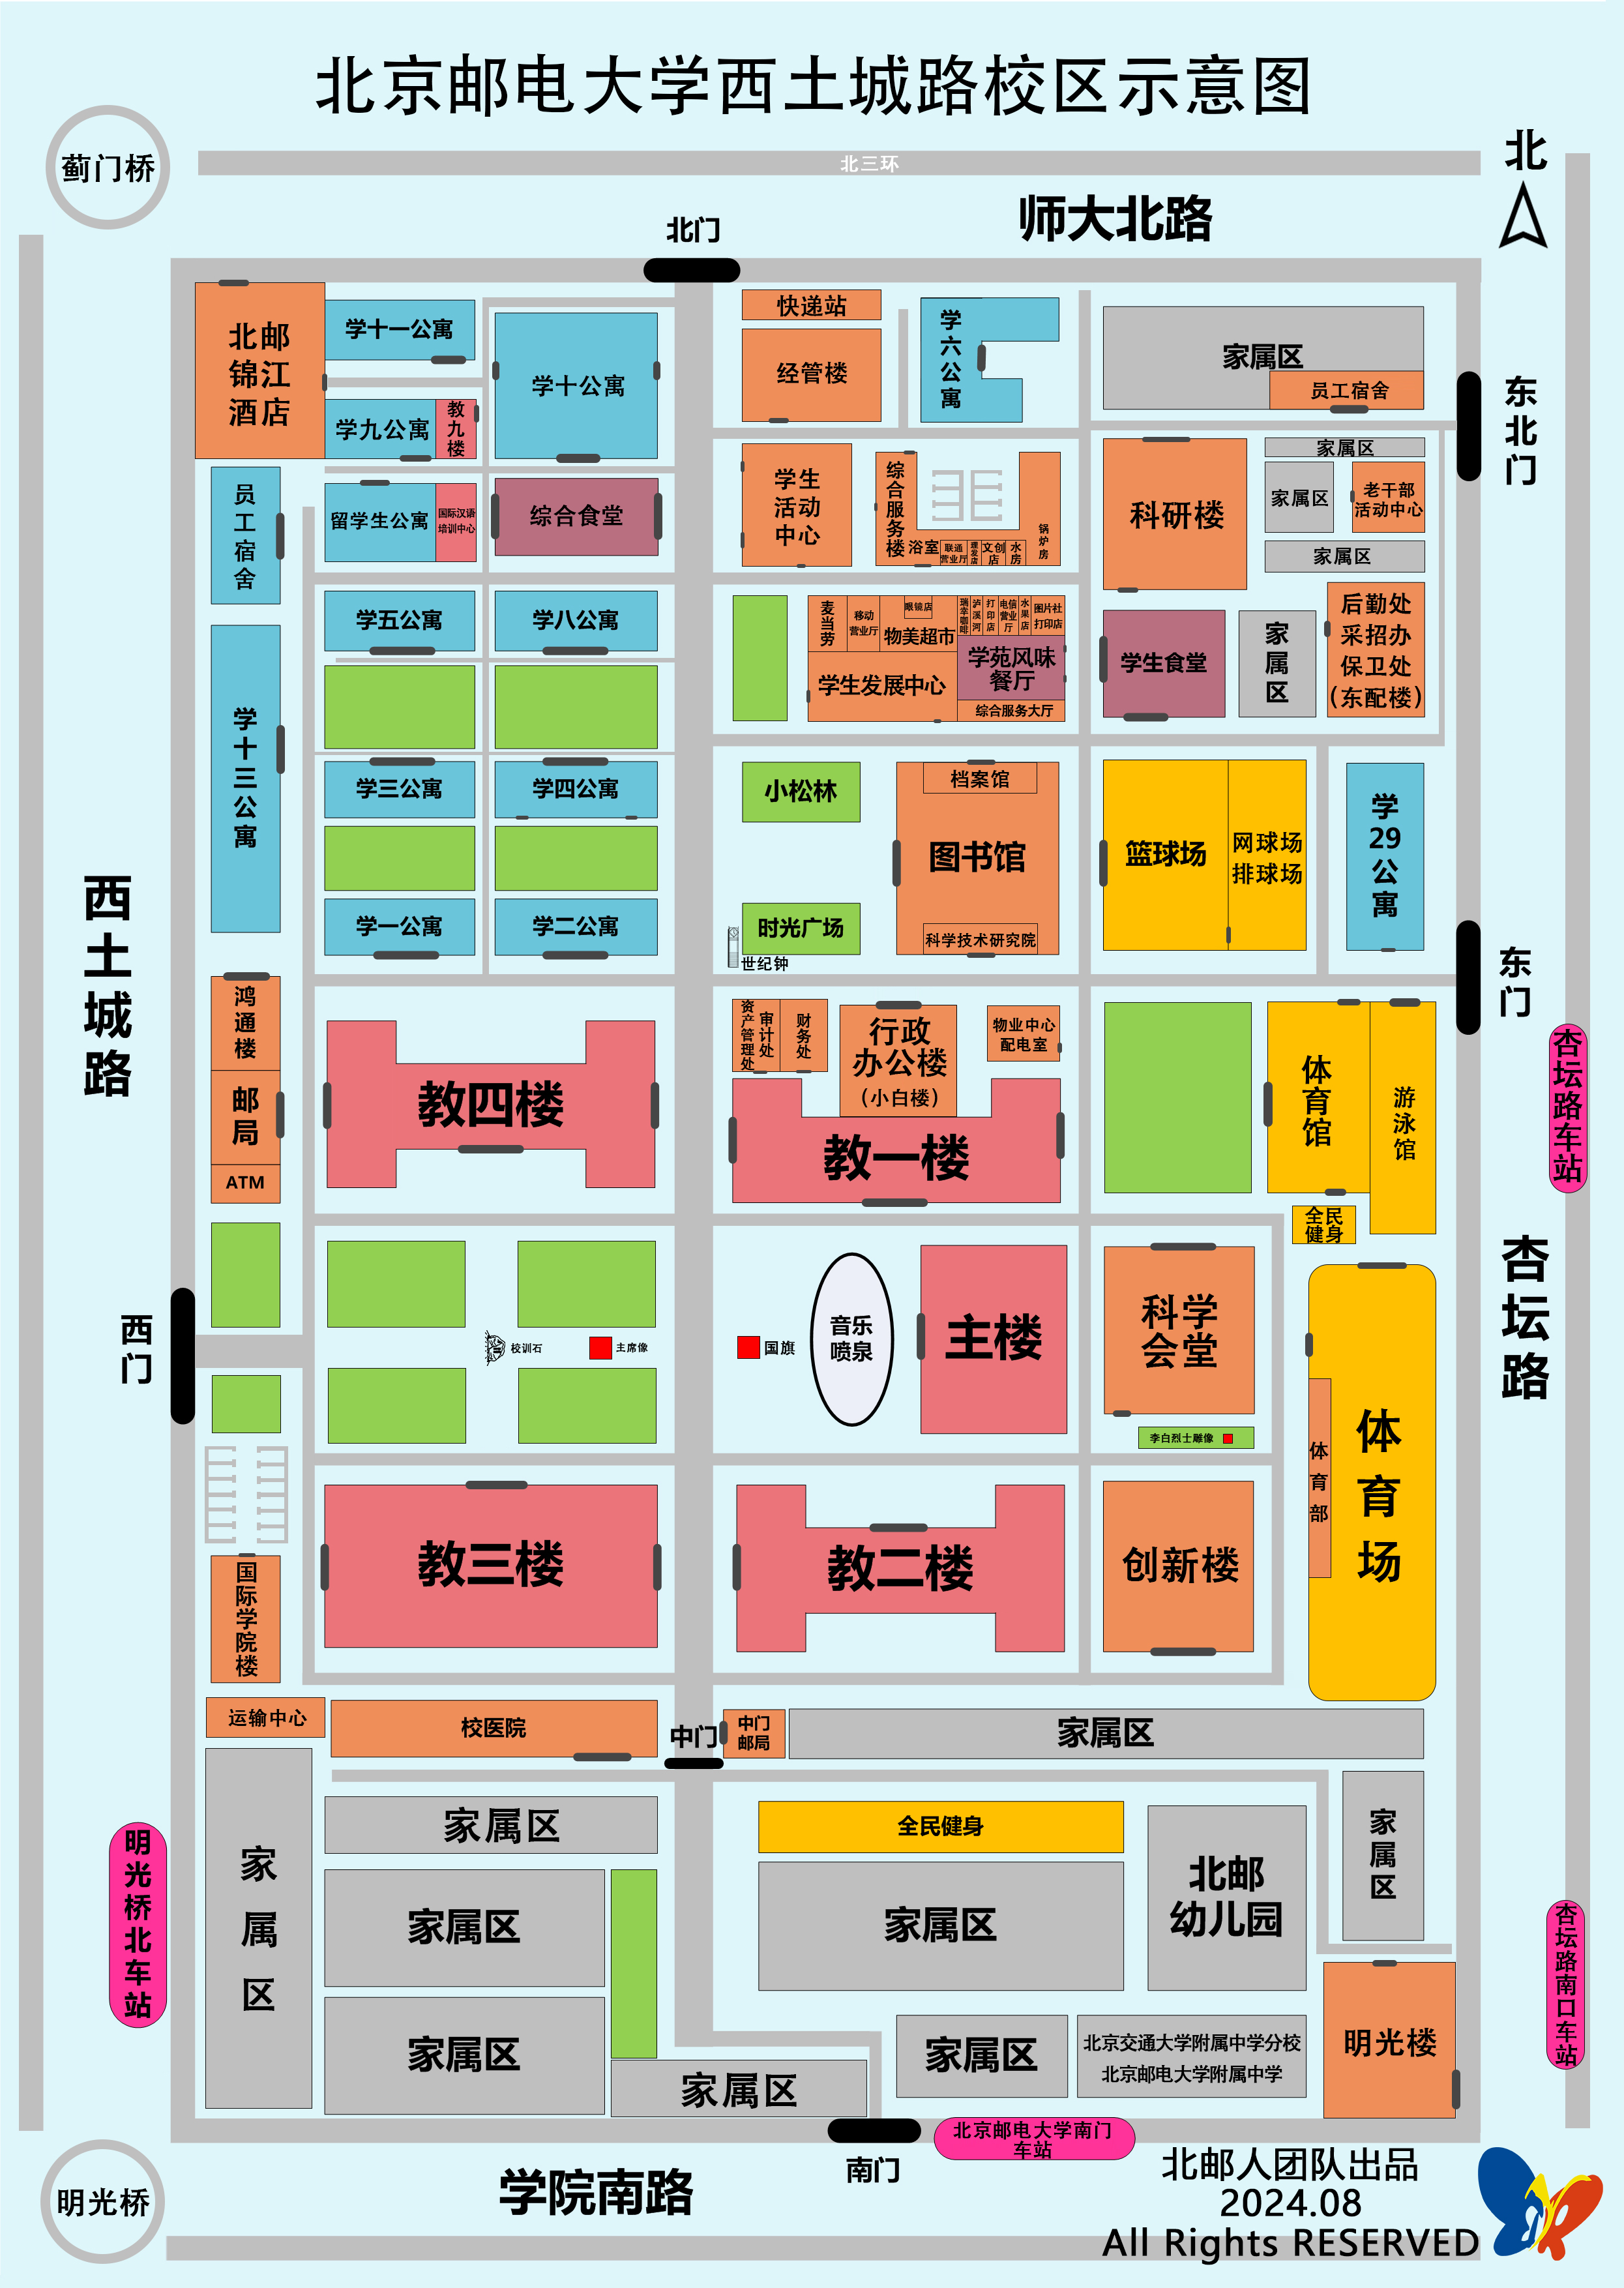 北京邮电大学西土城路校区示意图
蓟门桥
北三环
北
师大北路
北门
北邮
锦江
酒店
学十一公寓
学十公寓
学九公寓
教
九
楼
快递站
经管楼
学
六
公
寓
家属区
员工宿舍
东
北
门
员
工
宿
舍
留学生公寓
国际汉语
培训中心
综合食堂
学生
活动
中心
综
合
服
务
楼
浴室
联通
营业厅
理
发
店
文创
店
水
房
锅
炉
房
科研楼
家属区
家属区
老干部
活动中心
家属区
学五公寓
学八公寓
麦
当
劳
移动
营业厅
眼镜店
物美超市
瑞
幸
咖
啡
泸
溪
河
打
印
店
电信
营业
厅
水
果
店
图片社
打印店
学生发展中心
学苑风味
餐厅
综合服务大厅
学生食堂
家
属
区
后勤处
采招办
保卫处
(东配楼)
学
十
三
公
寓
学三公寓
学四公寓
小松林
档案馆
图书馆
科学技术研究院
篮球场
网球场
排球场
学
29
公
寓
学一公寓
学二公寓
时光广场
世纪钟
东
门
西
土
城
路
鸿
通
楼
邮
局
ATM
教四楼
资
产
管
理
处
审
计
处
财
务
处
行政
办公楼
(小白楼)
物业中心
配电室
教一楼
体
育
馆
游
泳
馆
全民
健身
杏
坛
路
车
站
杏
坛
路
西
门
校训石
主席像
国旗
音乐
喷泉
主楼
科学
会堂
李白烈士雕像
体
育
部
体
育
场
教三楼
教二楼
创新楼
国
际
学
院
楼
运输中心
校医院
中门
中门
邮局
家属区
家
属
区
家属区
全民健身
家
属
区
明
光
桥
北
车
站
家属区
家属区
北邮
幼儿园
杏
坛
路
南
口
车
站
家属区
家属区
家属区
北京交通大学附属中学分校
北京邮电大学附属中学
明光楼
北京邮电大学南门
车站
南门
学院南路
明光桥
北邮人团队出品
2024.08
All Rights RESERVED